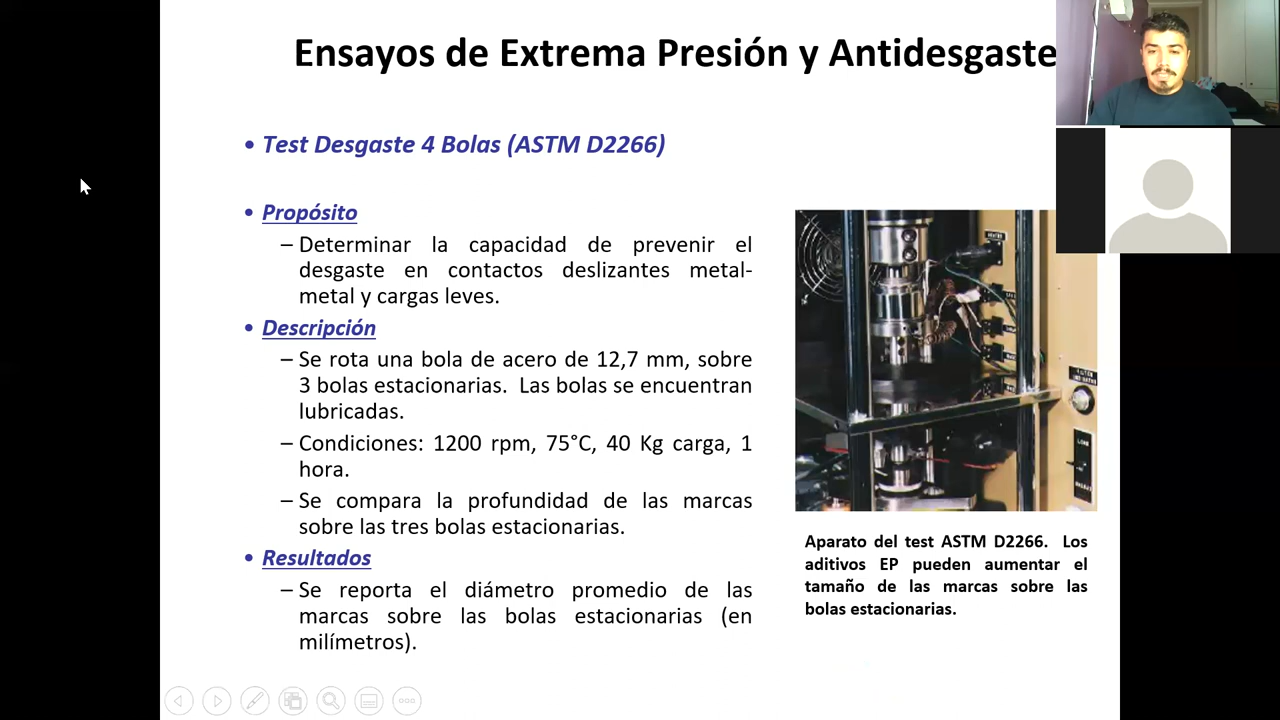 Ensayos de Extrema Presión y Antidesgaste
• Test Desgaste 4 Bolas (ASTM D2266)
• Propósito
– Determinar la capacidad de prevenir el
desgaste en contactos deslizantes metal-
metal y cargas leves.
• Descripción
– Se rota una bola de acero de 12,7 mm, sobre
3 bolas estacionarias. Las bolas se encuentran
lubricadas.
– Condiciones: 1200 rpm, 75°C, 40 Kg carga, 1
hora.
– Se compara la profundidad de las marcas
sobre las tres bolas estacionarias.
• Resultados
– Se reporta el diámetro promedio de las
marcas sobre las bolas estacionarias (en
milímetros).
Aparato del test ASTM D2266. Los
aditivos EP pueden aumentar el
tamaño de las marcas sobre las
bolas estacionarias.